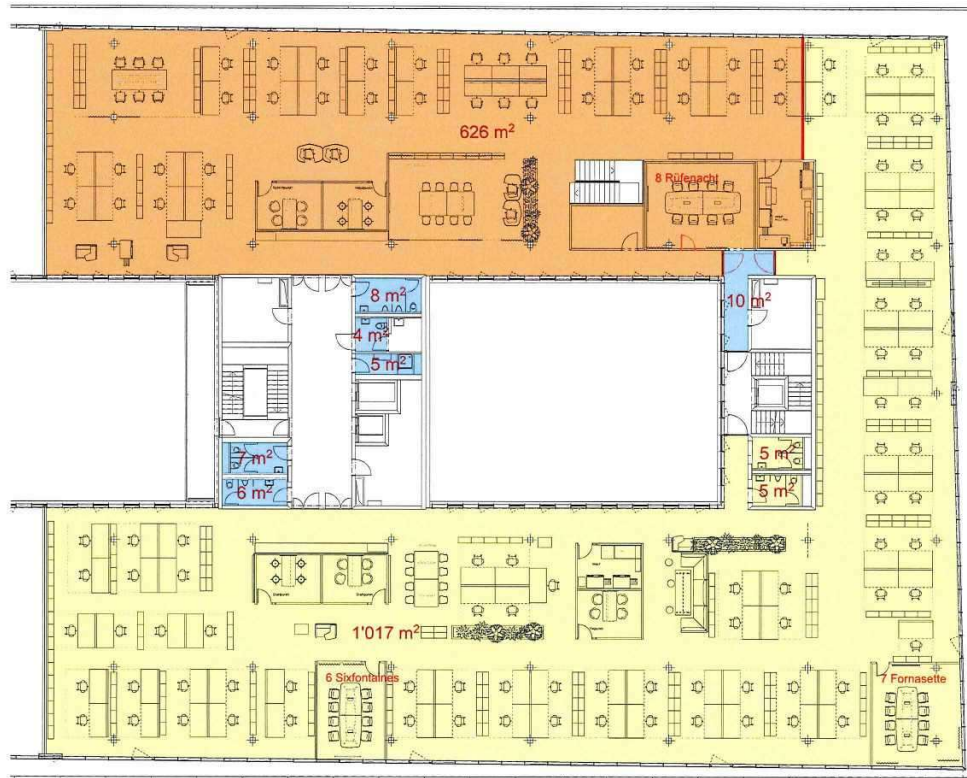 626 m²
8 Rüfenacht
8 m²
10 m²
4 m²
5 m²
7 m²
5 m²
6 m²
5 m²
1'017 m²
6 Sixfontaines
7 Fornasette